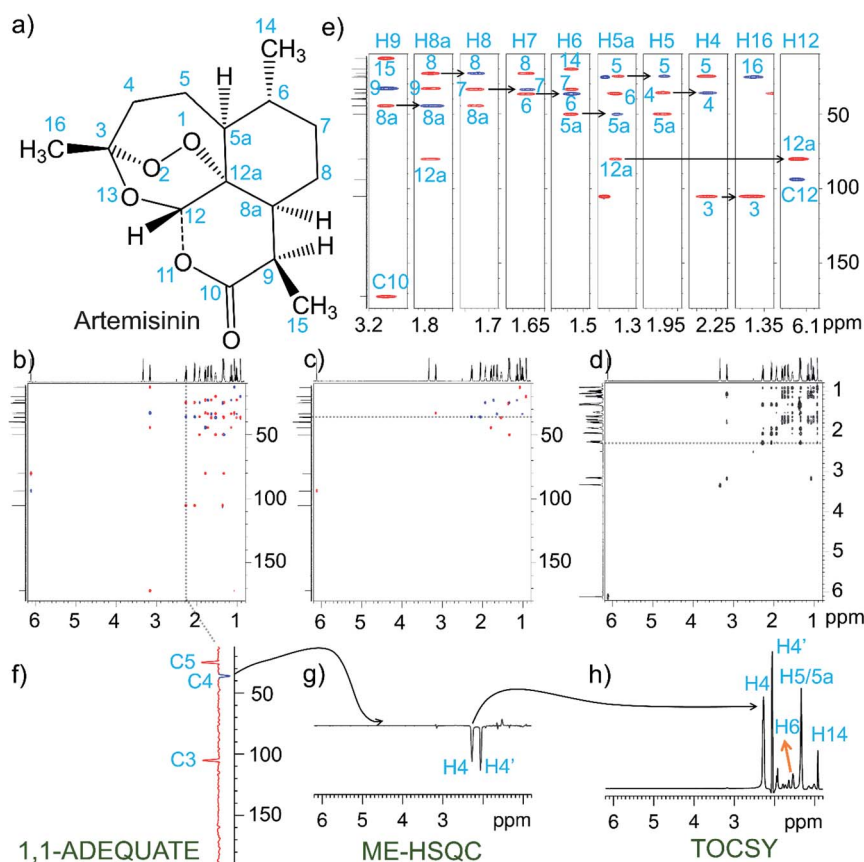 a)
14
CH₃
H
5
4
6
1
O
5a
7
16
H₃C
3
O
2
12a
8
O
13
12
8a
H
H
O
11
9
H
10
CH₃
15
O
Artemisinin
e)
H9 H8a H8 H7 H6 H5a H5 H4 H16 H12
15 8 8 8 14 5 5 5 16
9 9 7 7 7 6 4 4
8a 8a 8a 6 6 5a 5a 5a
12a 12a 12a
C12
3 3
C10
50
100
150
ppm
3.2 1.8 1.7 1.65 1.5 1.3 1.95 2.25 1.35 6.1
b)
50
100
150
6 5 4 3 2 1
c)
50
100
150
6 5 4 3 2 1
d)
1
2
3
4
5
6
6 5 4 3 2 1 ppm
f)
C5
C4
C3
50
100
150
1,1-ADEQUATE
g)
H4 H4'
6 5 4 3 2 1 ppm
ME-HSQC
h)
H4'
H4
H5/5a
H6
H14
6 4 2 ppm
TOCSY